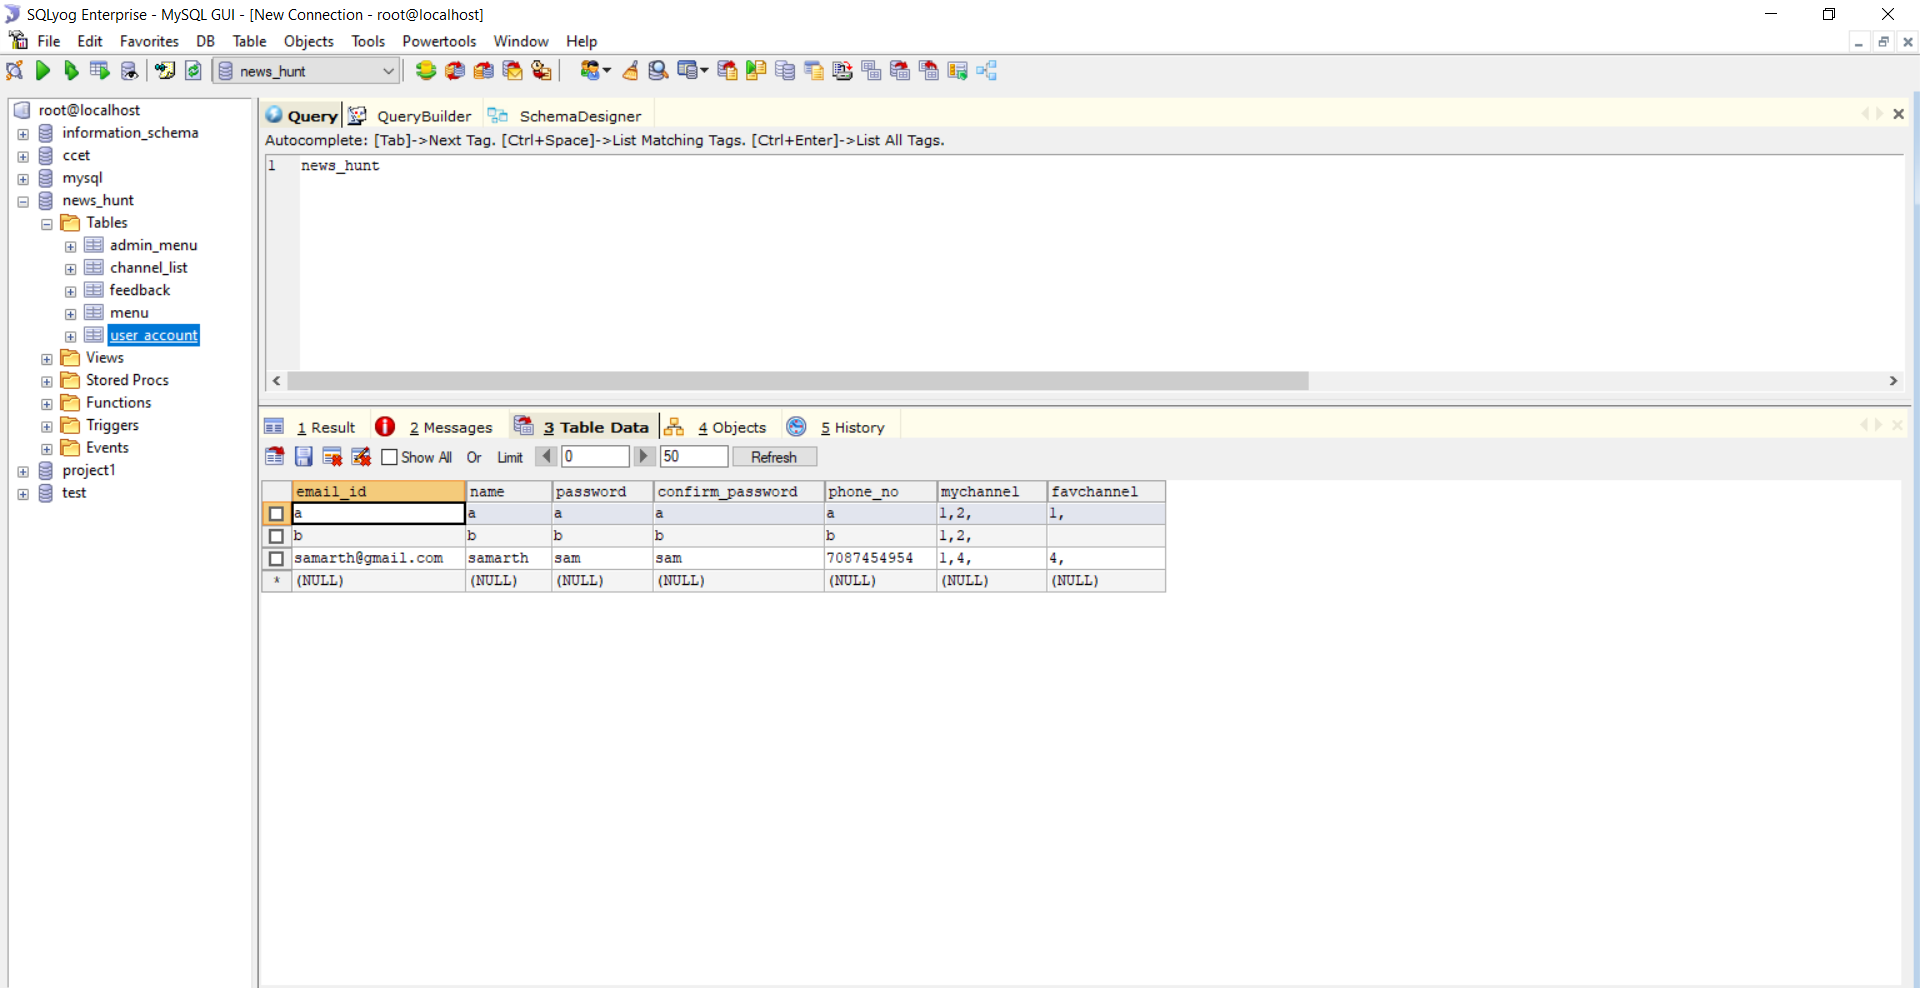 SQLyog Enterprise - MySQL GUI - [New Connection - root@localhost]
File Edit Favorites DB Table Objects Tools Powertools Window Help
news_hunt
root@localhost
information_schema
ccet
mysql
news_hunt
Tables
admin_menu
channel_list
feedback
menu
user_account
Views
Stored Procs
Functions
Triggers
Events
project1
test
Query QueryBuilder SchemaDesigner
Autocomplete: [Tab]->Next Tag. [Ctrl+Space]->List Matching Tags. [Ctrl+Enter]->List All Tags.
1 news_hunt
1 Result 2 Messages 3 Table Data 4 Objects 5 History
Show All Or Limit 0 50 Refresh
email_id name password confirm_password phone_no mychannel favchannel
a a a a a 1,2, 1,
b b b b b 1,2,
samarth@gmail.com samarth sam sam 7087454954 1,4, 4,
* (NULL) (NULL) (NULL) (NULL) (NULL) (NULL) (NULL)